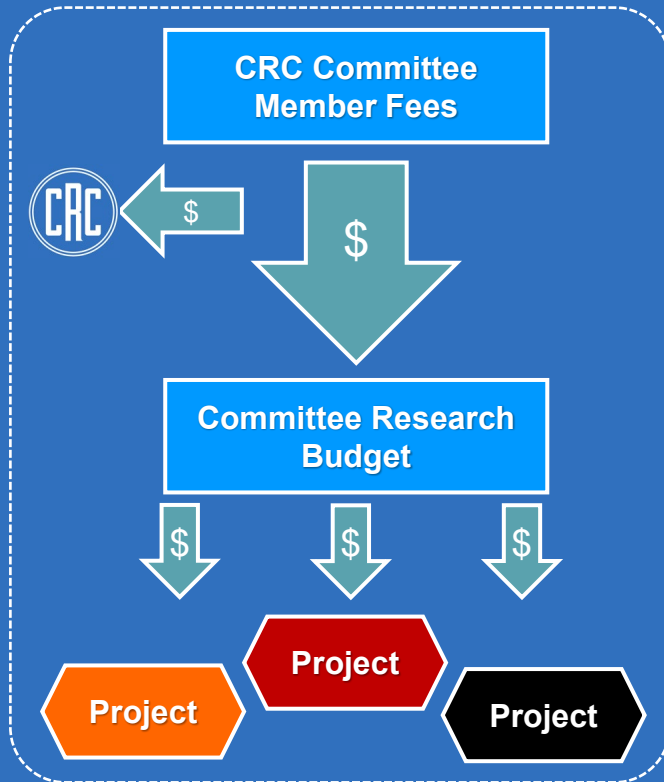 CRC Committee
Member Fees
CRC
$
$
Committee Research
Budget
$
$
$
Project
Project
Project